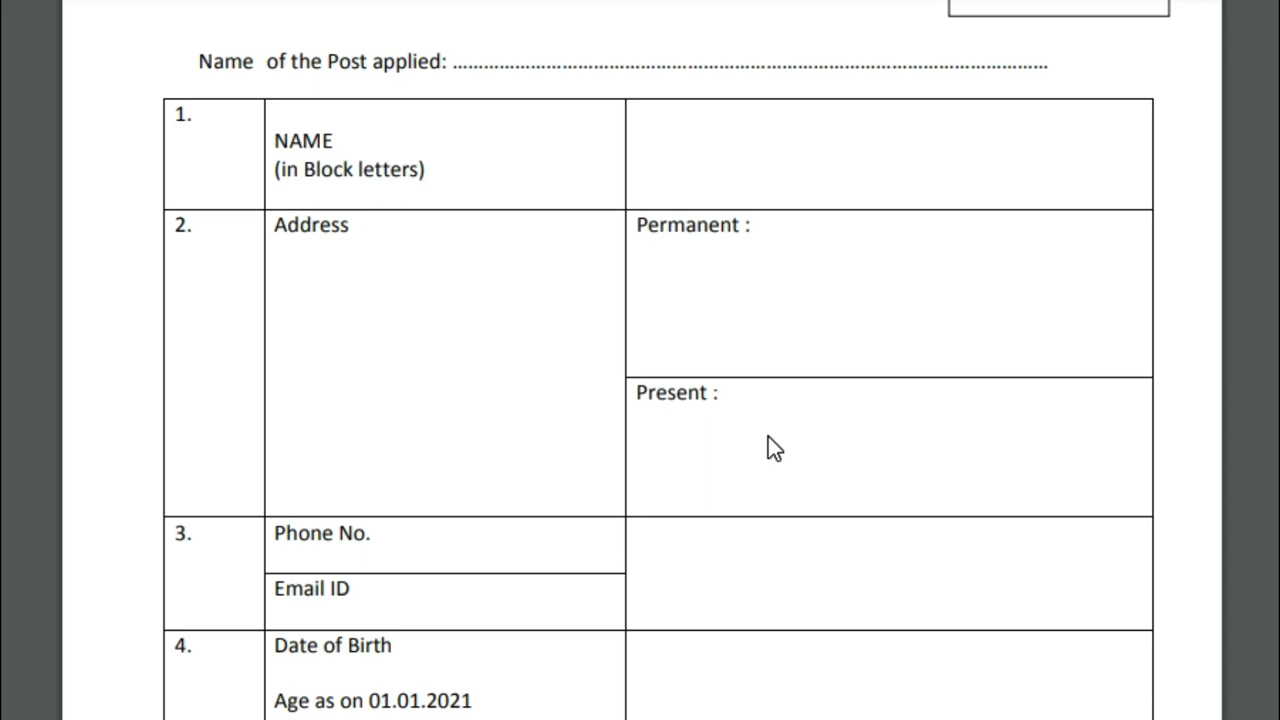 Name of the Post applied: ........................................................................................................................
1.
NAME
(in Block letters)
2.
Address
Permanent :
Present :
3.
Phone No.
Email ID
4.
Date of Birth
Age as on 01.01.2021